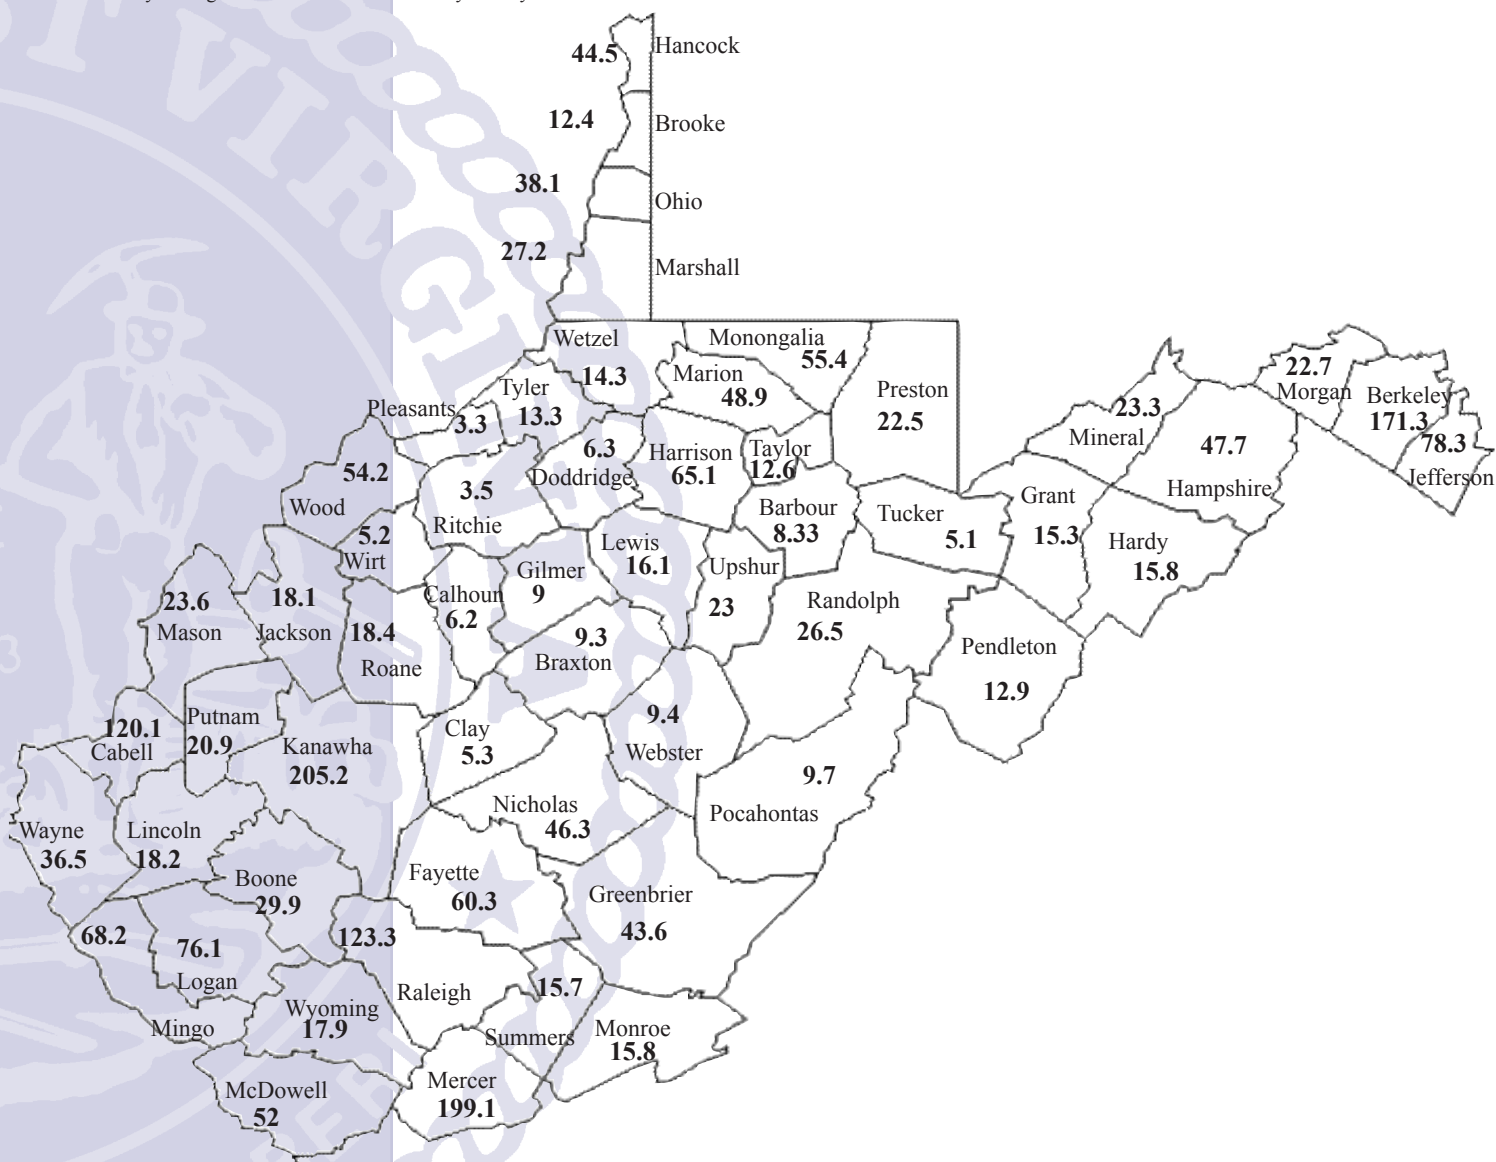 44.5
Hancock
12.4
Brooke
38.1
Ohio
27.2
Marshall
Wetzel
14.3
Monongalia
55.4
Marion
48.9
Preston
22.5
Tyler
13.3
Pleasants
3.3
54.2
Wood
3.5
Ritchie
6.3
Doddridge
Harrison
65.1
Taylor
12.6
Barbour
8.33
Tucker
5.1
Grant
15.3
23.3
Mineral
47.7
Hampshire
22.7
Morgan
Berkeley
171.3
78.3
Jefferson
Hardy
15.8
5.2
Wirt
Lewis
16.1
Upshur
23
Gilmer
9
Calhoun
6.2
18.1
Jackson
23.6
Mason
18.4
Roane
9.3
Braxton
Randolph
26.5
Pendleton
12.9
120.1
Cabell
Putnam
20.9
Kanawha
205.2
Clay
5.3
9.4
Webster
9.7
Pocahontas
Nicholas
46.3
Wayne
36.5
Lincoln
18.2
Boone
29.9
Fayette
60.3
Greenbrier
43.6
68.2
Mingo
76.1
Logan
123.3
Raleigh
15.7
Summers
Wyoming
17.9
Monroe
15.8
McDowell
52
Mercer
199.1